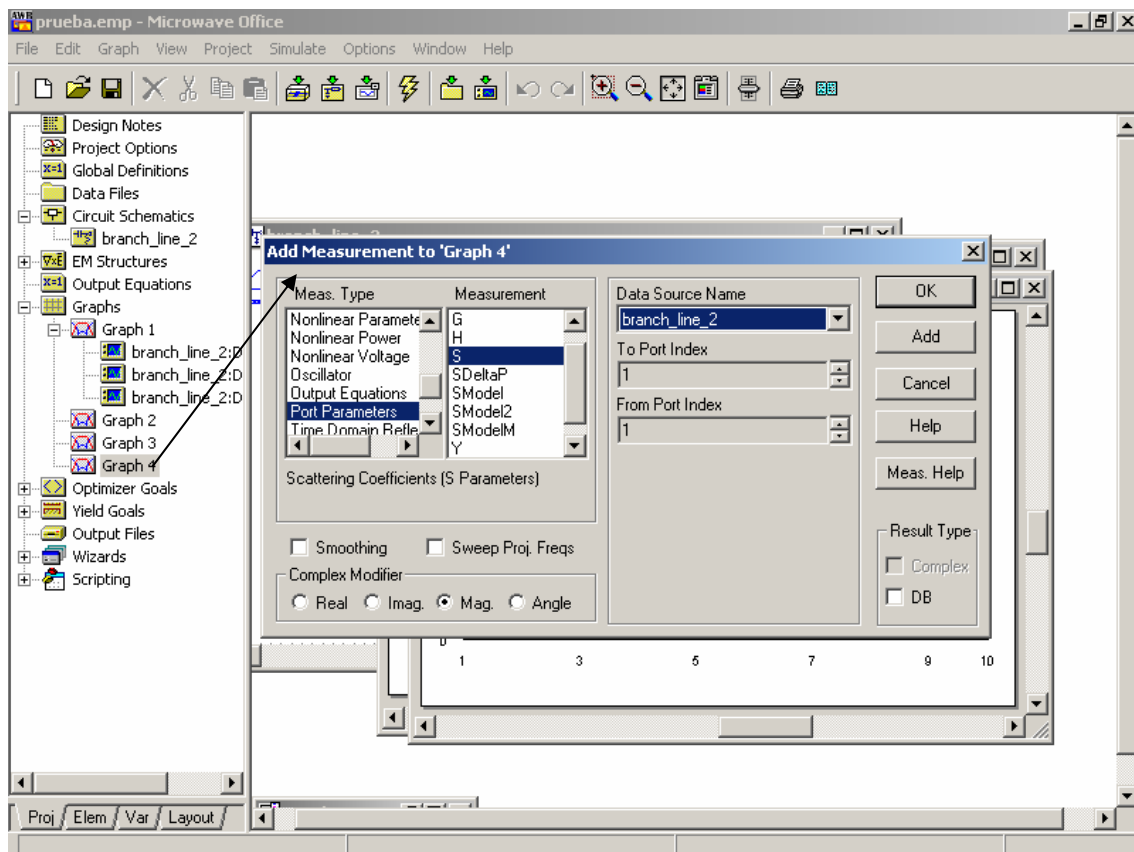 AWR
prueba.emp - Microwave Office
File Edit Graph View Project Simulate Options Window Help
Design Notes
Project Options
X=1 Global Definitions
Data Files
Circuit Schematics
branch_line_2
EM Structures
X=1 Output Equations
Graphs
Graph 1
branch_line_2:D
branch_line_2:D
branch_line_2:D
Graph 2
Graph 3
Graph 4
Optimizer Goals
Yield Goals
Output Files
Wizards
Scripting
Proj Elem Var Layout
Add Measurement to 'Graph 4'
Meas. Type
Nonlinear Paramete
Nonlinear Power
Nonlinear Voltage
Oscillator
Output Equations
Port Parameters
Time Domain Refle
Measurement
G
H
S
SDeltaP
SModel
SModel2
SModelM
Y
Scattering Coefficients (S Parameters)
Smoothing Sweep Proj. Freqs
Complex Modifier
Real Imag. Mag. Angle
Data Source Name
branch_line_2
To Port Index
1
From Port Index
1
OK
Add
Cancel
Help
Meas. Help
Result Type
Complex
DB
1 3 5 7 9 10